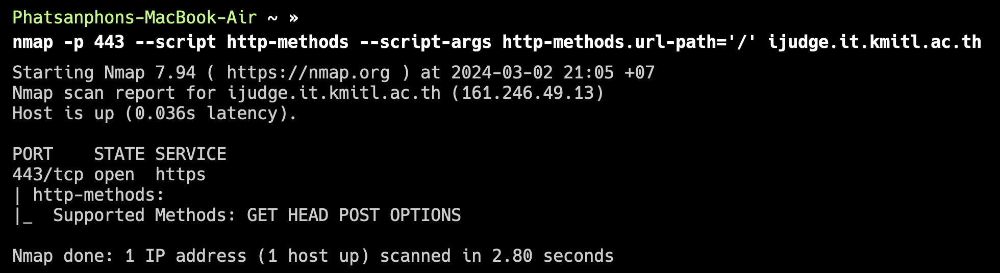 Phatsanphons-MacBook-Air ~ »
nmap -p 443 --script http-methods --script-args http-methods.url-path='/' ijudge.it.kmitl.ac.th
Starting Nmap 7.94 ( https://nmap.org ) at 2024-03-02 21:05 +07
Nmap scan report for ijudge.it.kmitl.ac.th (161.246.49.13)
Host is up (0.036s latency).
PORT    STATE SERVICE
443/tcp open  https
| http-methods:
|_  Supported Methods: GET HEAD POST OPTIONS
Nmap done: 1 IP address (1 host up) scanned in 2.80 seconds